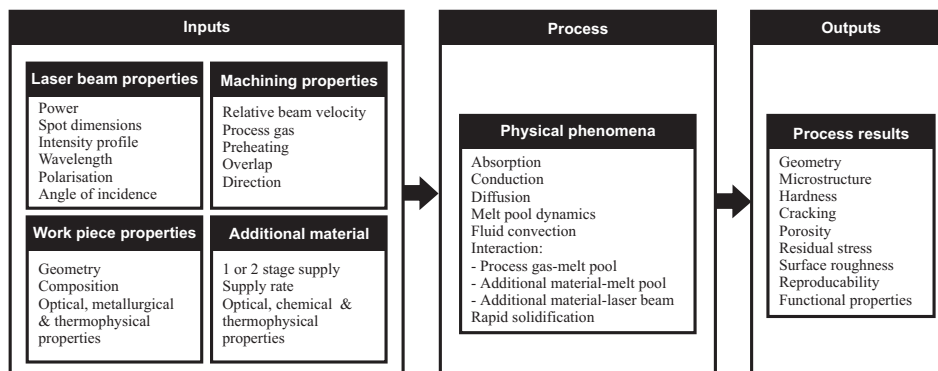 Inputs
Laser beam properties
Power
Spot dimensions
Intensity profile
Wavelength
Polarisation
Angle of incidence
Machining properties
Relative beam velocity
Process gas
Preheating
Overlap
Direction
Work piece properties
Geometry
Composition
Optical, metallurgical
& thermophysical
properties
Additional material
1 or 2 stage supply
Supply rate
Optical, chemical &
thermophysical
properties
Process
Physical phenomena
Absorption
Conduction
Diffusion
Melt pool dynamics
Fluid convection
Interaction:
- Process gas-melt pool
- Additional material-melt pool
- Additional material-laser beam
Rapid solidification
Outputs
Process results
Geometry
Microstructure
Hardness
Cracking
Porosity
Residual stress
Surface roughness
Reproducability
Functional properties